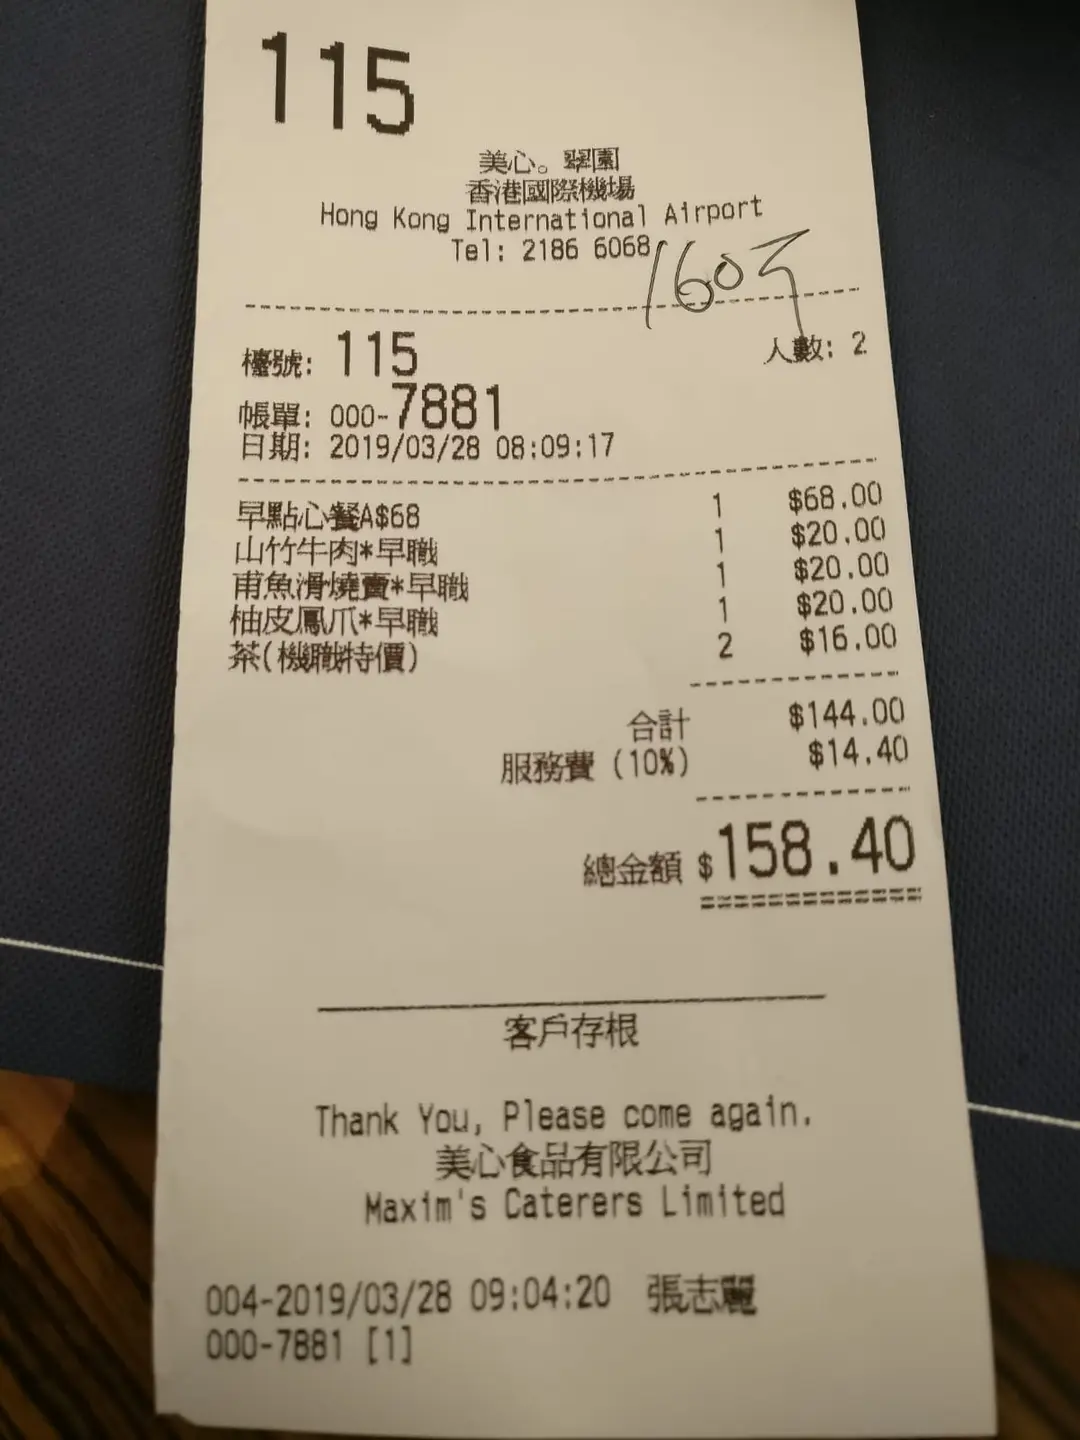 115
美心。翠園
香港國際機場
Hong Kong International Airport
Tel: 2186 6068
160
檯號: 115 人數: 2
帳單: 000-7881
日期: 2019/03/28 08:09:17
早點心餐A$68 1 $68.00
山竹牛肉*早職 1 $20.00
甫魚滑燒賣*早職 1 $20.00
柚皮鳳爪*早職 1 $20.00
茶(機職特價) 2 $16.00
合計 $144.00
服務費 (10%) $14.40
總金額 $158.40
客戶存根
Thank You, Please come again.
美心食品有限公司
Maxim's Caterers Limited
004-2019/03/28 09:04:20 張志麗
000-7881 [1]